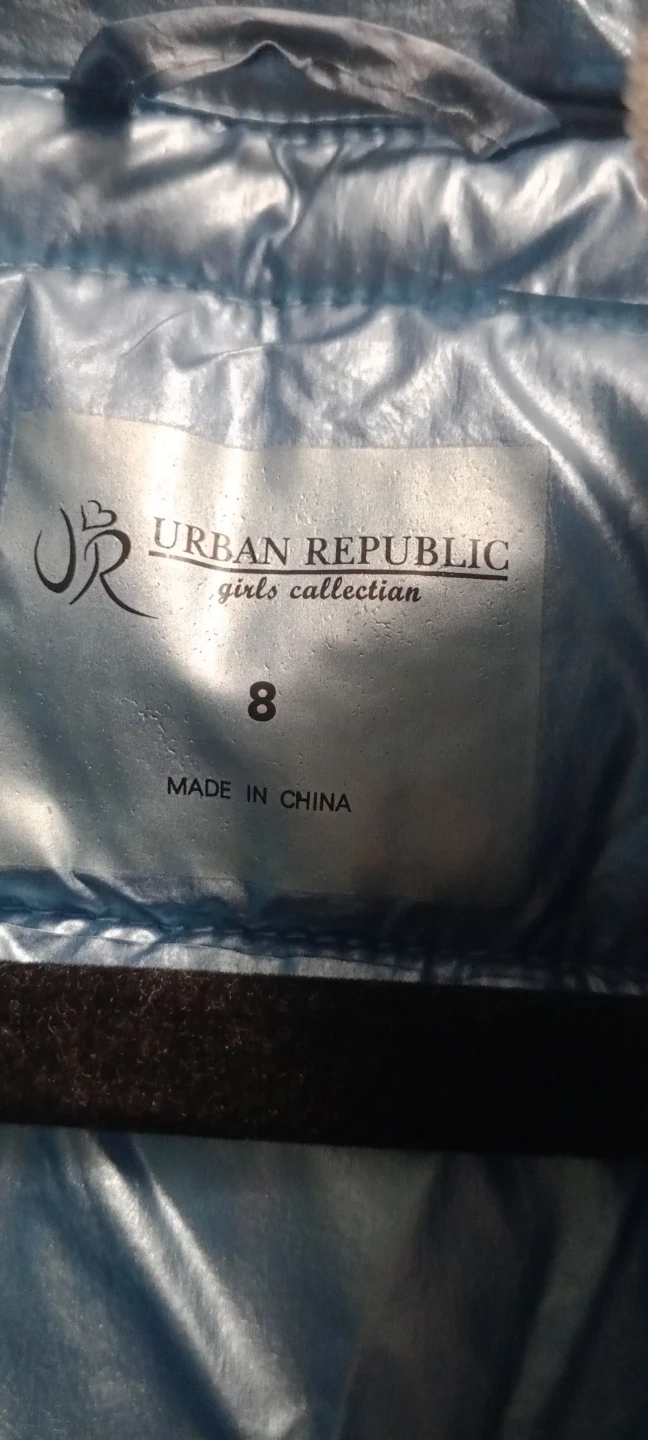 UR URBAN REPUBLIC
girls callectian
8
MADE IN CHINA